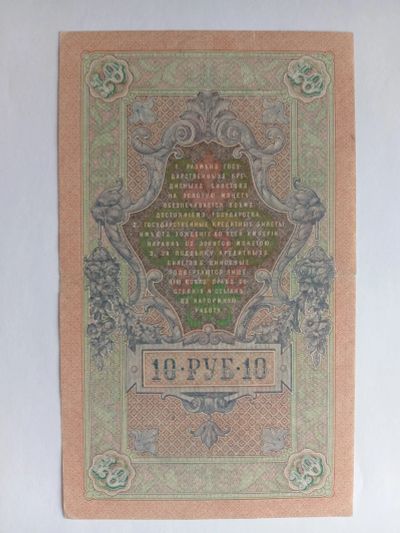 1. РАЗМѢНЪ ГОСУ-
ДАРСТВЕННЫХЪ КРЕ-
ДИТНЫХЪ БИЛЕТОВЪ
НА ЗОЛОТУЮ МОНЕТУ
ОБЕЗПЕЧИВАЕТСЯ ВСѢМЪ
ДОСТОЯНІЕМЪ ГОСУДАРСТВА.
2. ГОСУДАРСТВЕННЫЕ КРЕДИТНЫЕ БИЛЕТЫ
ИМѢЮТЪ ХОЖДЕНІЕ ВО ВСЕЙ ИМПЕРІИ
НАРАВНѢ СЪ ЗОЛОТОЮ МОНЕТОЮ.
3. ЗА ПОДДѢЛКУ КРЕДИТНЫХЪ
БИЛЕТОВЪ ВИНОВНЫЕ
ПОДВЕРГАЮТСЯ ЛИШЕ-
НІЮ ВСѢХЪ ПРАВЪ СО-
СТОЯНІЯ И ССЫЛКѢ
ВЪ КАТОРЖНУЮ
РАБОТУ.
10·РУБ·10